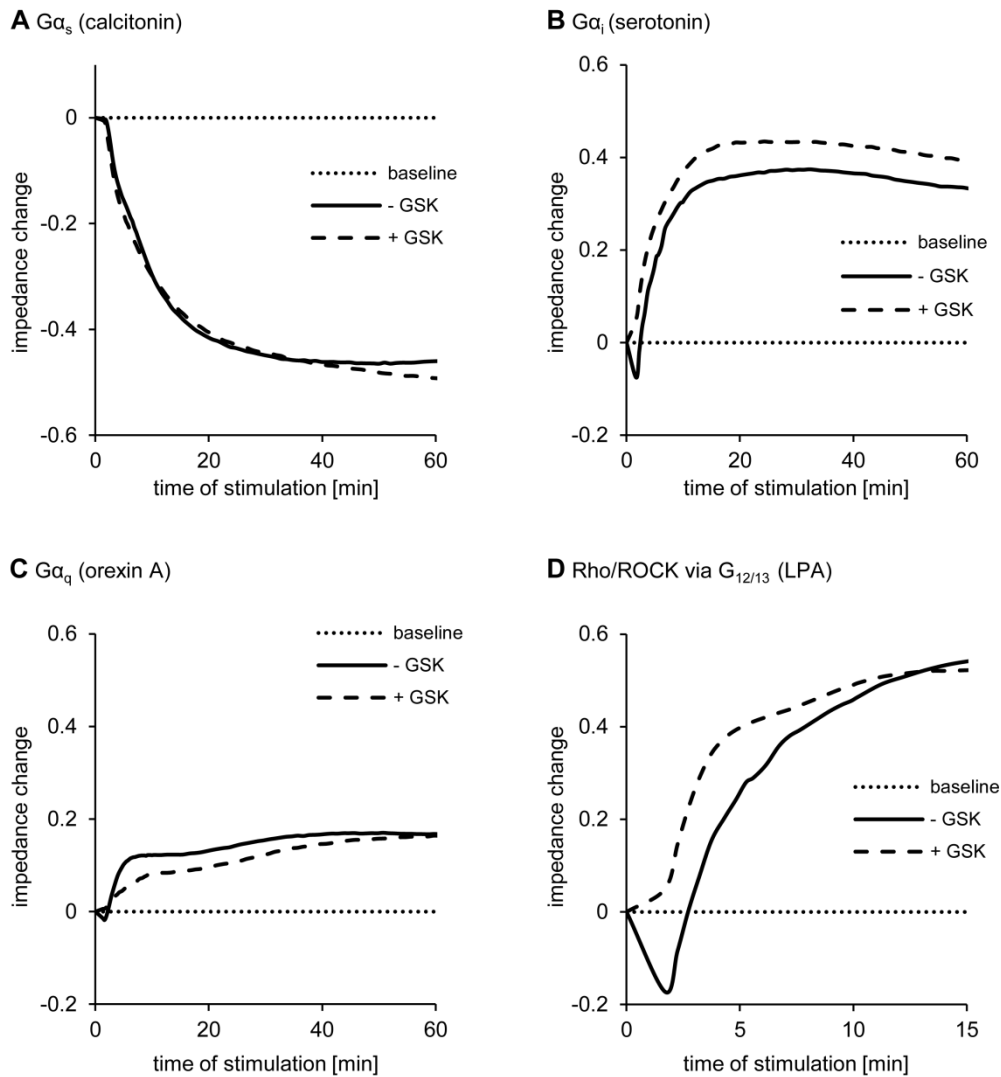 A Gαs (calcitonin)
impedance change
0
-0.2
-0.4
-0.6
baseline
- GSK
+ GSK
0 20 40 60
time of stimulation [min]
B Gαi (serotonin)
impedance change
0.6
0.4
0.2
0
-0.2
baseline
- GSK
+ GSK
0 20 40 60
time of stimulation [min]
C Gαq (orexin A)
impedance change
0.6
0.4
0.2
0
-0.2
baseline
- GSK
+ GSK
0 20 40 60
time of stimulation [min]
D Rho/ROCK via G12/13 (LPA)
impedance change
0.6
0.4
0.2
0
-0.2
baseline
- GSK
+ GSK
0 5 10 15
time of stimulation [min]